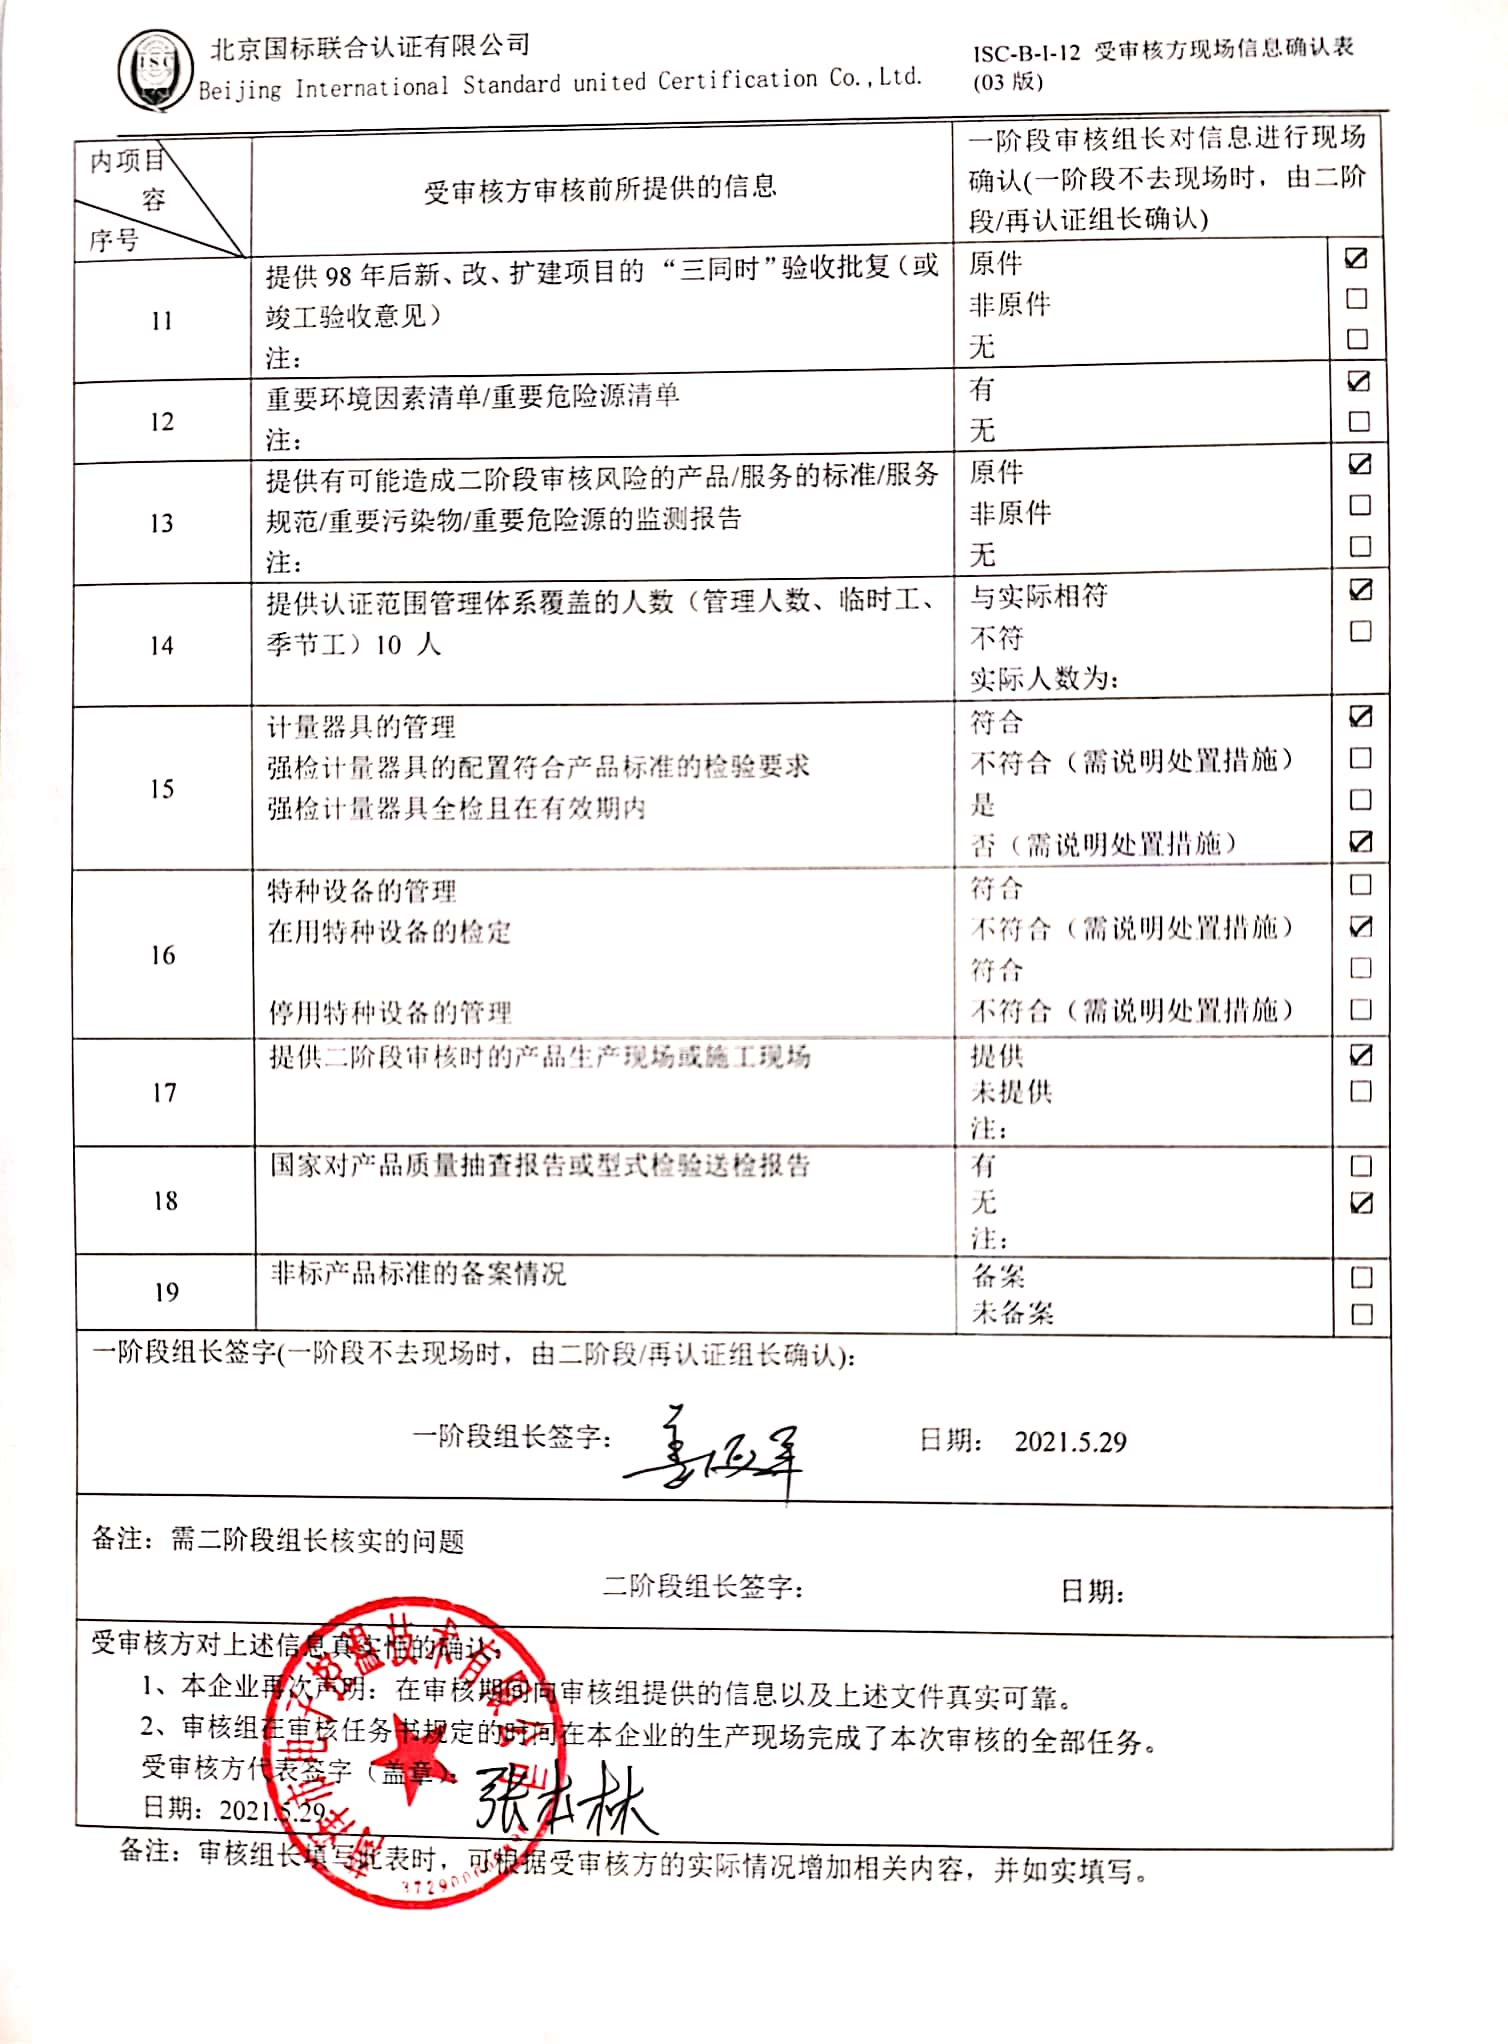 ISC
北京国标联合认证有限公司
Beijing International Standard united Certification Co.,Ltd.
ISC-B-I-12 受审核方现场信息确认表
(03 版)
内项目
容
序号
受审核方审核前所提供的信息
一阶段审核组长对信息进行现场
确认(一阶段不去现场时，由二阶
段/再认证组长确认)
11
提供 98 年后新、改、扩建项目的 “三同时”验收批复（或
竣工验收意见）
注：
原件 ☑
非原件 □
无 □
12
重要环境因素清单/重要危险源清单
注：
有 ☑
无 □
13
提供有可能造成二阶段审核风险的产品/服务的标准/服务
规范/重要污染物/重要危险源的监测报告
注：
原件 ☑
非原件 □
无 □
14
提供认证范围管理体系覆盖的人数（管理人数、临时工、
季节工）10 人
与实际相符 ☑
不符 □
实际人数为：
15
计量器具的管理
强检计量器具的配置符合产品标准的检验要求
强检计量器具全检且在有效期内
符合 ☑
不符合（需说明处置措施） □
是 □
否（需说明处置措施） ☑
16
特种设备的管理
在用特种设备的检定
停用特种设备的管理
符合 □
不符合（需说明处置措施） ☑
符合 □
不符合（需说明处置措施） □
17
提供二阶段审核时的产品生产现场或施工现场
提供 ☑
未提供 □
注：
18
国家对产品质量抽查报告或型式检验送检报告
有 □
无 ☑
注：
19
非标产品标准的备案情况
备案 □
未备案 □
一阶段组长签字(一阶段不去现场时，由二阶段/再认证组长确认)：
一阶段组长签字：
日期： 2021.5.29
备注：需二阶段组长核实的问题
二阶段组长签字： 日期：
受审核方对上述信息真实性的确认：
1、本企业再次声明：在审核期间向审核组提供的信息以及上述文件真实可靠。
2、审核组在审核任务书规定的时间在本企业的生产现场完成了本次审核的全部任务。
受审核方代表签字（盖章）： 张本林
日期：2021.5.29
备注：审核组长填写此表时，可根据受审核方的实际情况增加相关内容，并如实填写。
电子控温技术有限公司